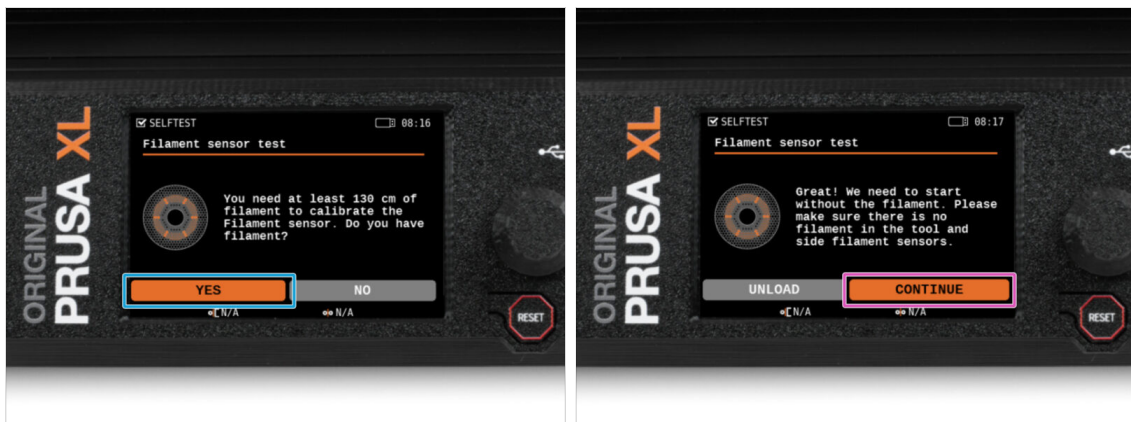 ORIGINAL
PRUSA XL
SELFTEST 08:16
Filament sensor test
You need at least 130 cm of
filament to calibrate the
Filament sensor. Do you have
filament?
YES NO
N/A N/A
RESET
ORIGINAL
PRUSA XL
SELFTEST 08:17
Filament sensor test
Great! We need to start
without the filament. Please
make sure there is no
filament in the tool and
side filament sensors.
UNLOAD CONTINUE
N/A N/A
RESET